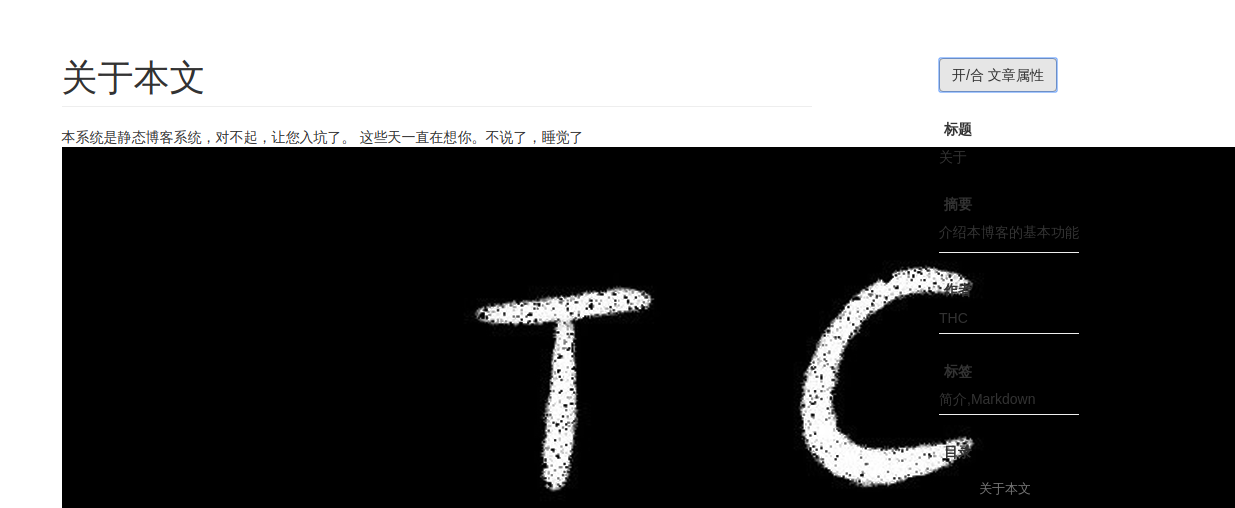 关于本文
本系统是静态博客系统，对不起，让您入坑了。 这些天一直在想你。不说了，睡觉了
T C
开/合 文章属性
标题
关于
摘要
介绍本博客的基本功能
作者
THC
标签
简介,Markdown
目录
关于本文